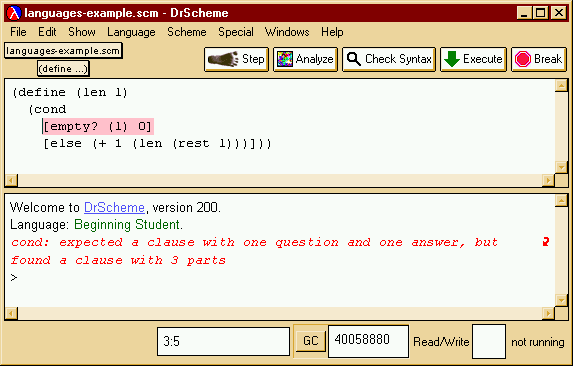 languages-example.scm - DrScheme
File Edit Show Language Scheme Special Windows Help
languages-example.scm
(define ...)
Step Analyze Check Syntax Execute Break
(define (len l)
(cond
[empty? (l) 0]
[else (+ 1 (len (rest l)))]))
Welcome to DrScheme, version 200.
Language: Beginning Student.
cond: expected a clause with one question and one answer, but
found a clause with 3 parts
>
3:5 GC 40058880 Read/Write not running